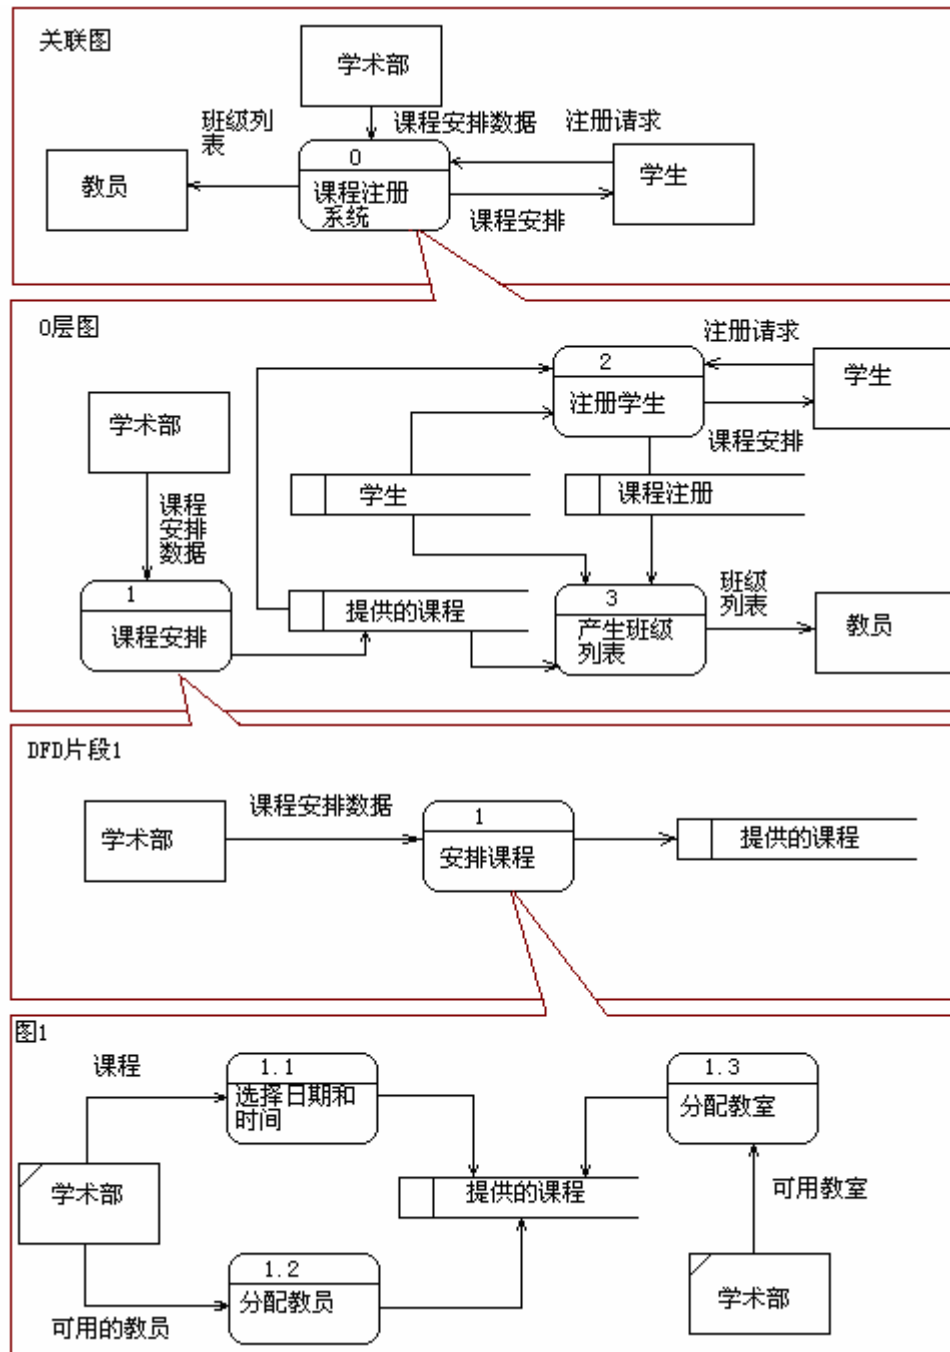 关联图
学术部
班级列
表
课程安排数据
注册请求
教员
0
课程注册
系统
学生
课程安排
0层图
注册请求
2
注册学生
学生
学术部
课程安排
课程
安排
数据
学生
课程注册
1
课程安排
提供的课程
3
产生班级
列表
班级
列表
教员
DFD片段1
课程安排数据
学术部
1
安排课程
提供的课程
图1
课程
1.1
选择日期和
时间
1.3
分配教室
学术部
提供的课程
可用教室
1.2
分配教员
可用的教员
学术部